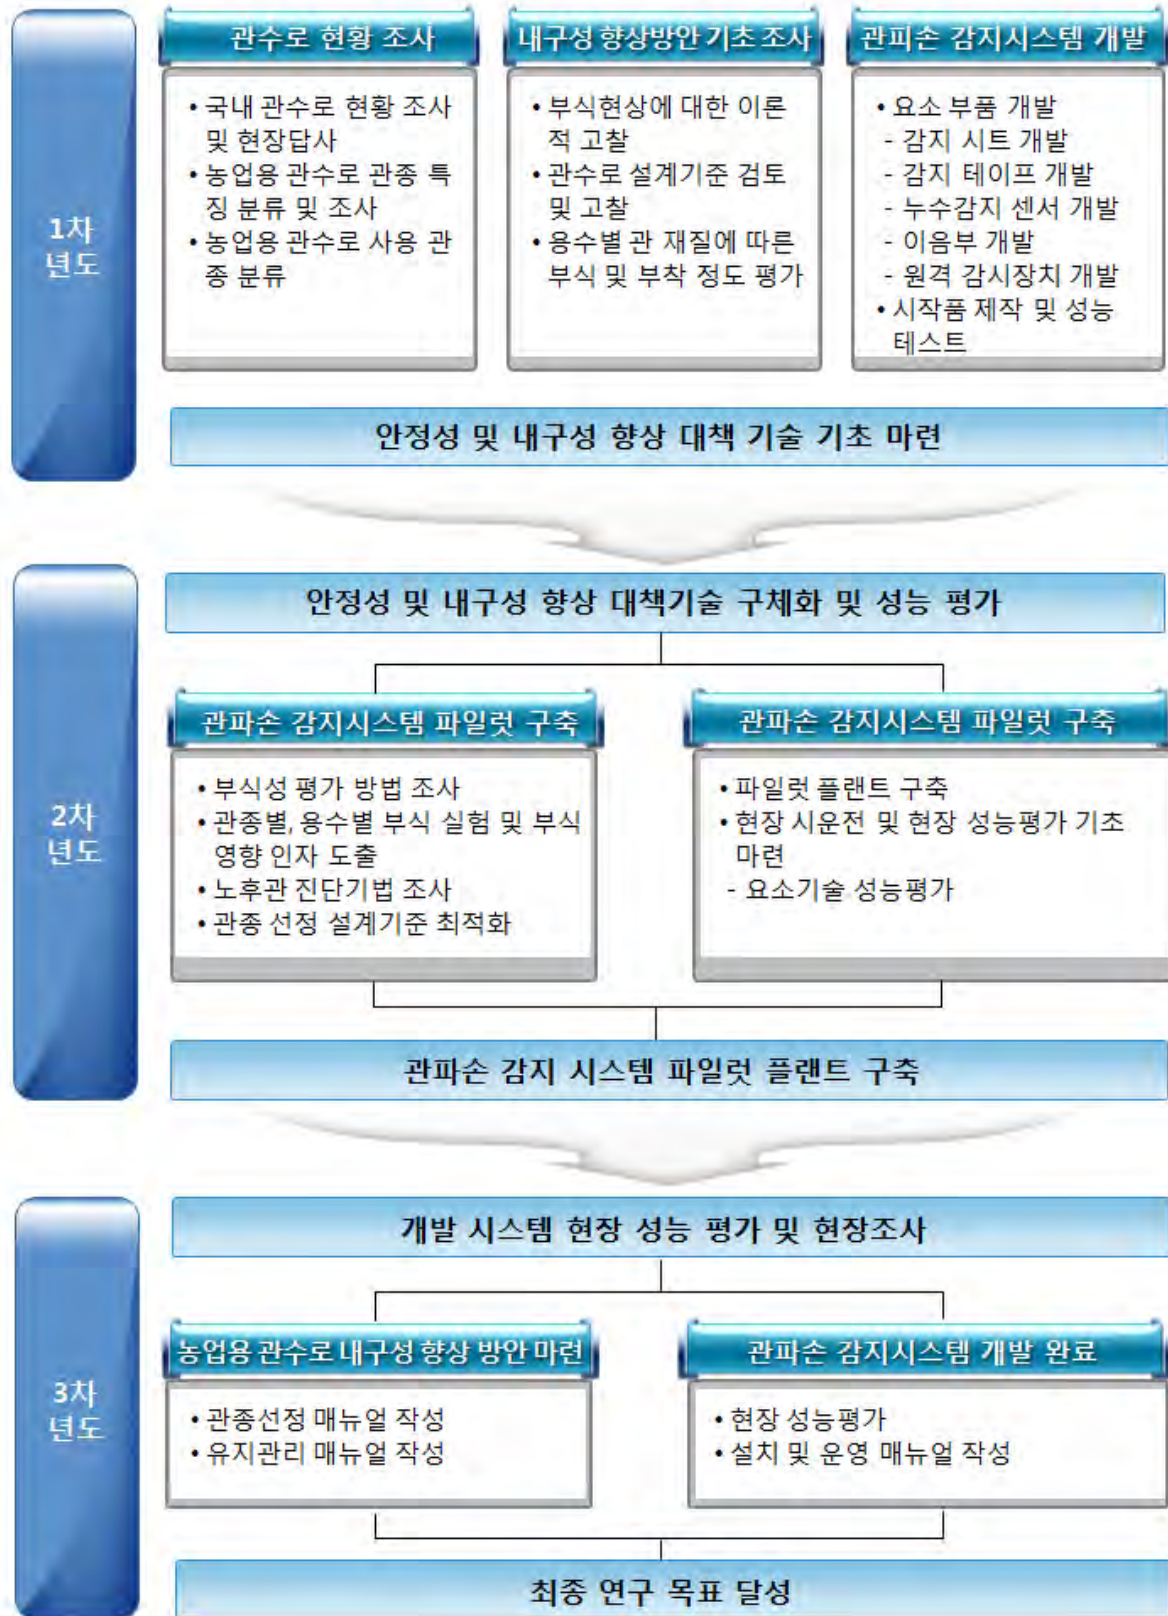 1차
년도
관수로 현황 조사
• 국내 관수로 현황 조사
및 현장답사
• 농업용 관수로 관종 특
징 분류 및 조사
• 농업용 관수로 사용 관
종 분류
내구성 향상방안 기초 조사
• 부식현상에 대한 이론
적 고찰
• 관수로 설계기준 검토
및 고찰
• 용수별 관 재질에 따른
부식 및 부착 정도 평가
관피손 감지시스템 개발
• 요소 부품 개발
- 감지 시트 개발
- 감지 테이프 개발
- 누수감지 센서 개발
- 이음부 개발
- 원격 감시장치 개발
• 시작품 제작 및 성능
테스트
안정성 및 내구성 향상 대책 기술 기초 마련
2차
년도
안정성 및 내구성 향상 대책기술 구체화 및 성능 평가
관파손 감지시스템 파일럿 구축
• 부식성 평가 방법 조사
• 관종별, 용수별 부식 실험 및 부식
영향 인자 도출
• 노후관 진단기법 조사
• 관종 선정 설계기준 최적화
관파손 감지시스템 파일럿 구축
• 파일럿 플랜트 구축
• 현장 시운전 및 현장 성능평가 기초
마련
- 요소기술 성능평가
관파손 감지 시스템 파일럿 플랜트 구축
3차
년도
개발 시스템 현장 성능 평가 및 현장조사
농업용 관수로 내구성 향상 방안 마련
• 관종선정 매뉴얼 작성
• 유지관리 매뉴얼 작성
관파손 감지시스템 개발 완료
• 현장 성능평가
• 설치 및 운영 매뉴얼 작성
최종 연구 목표 달성